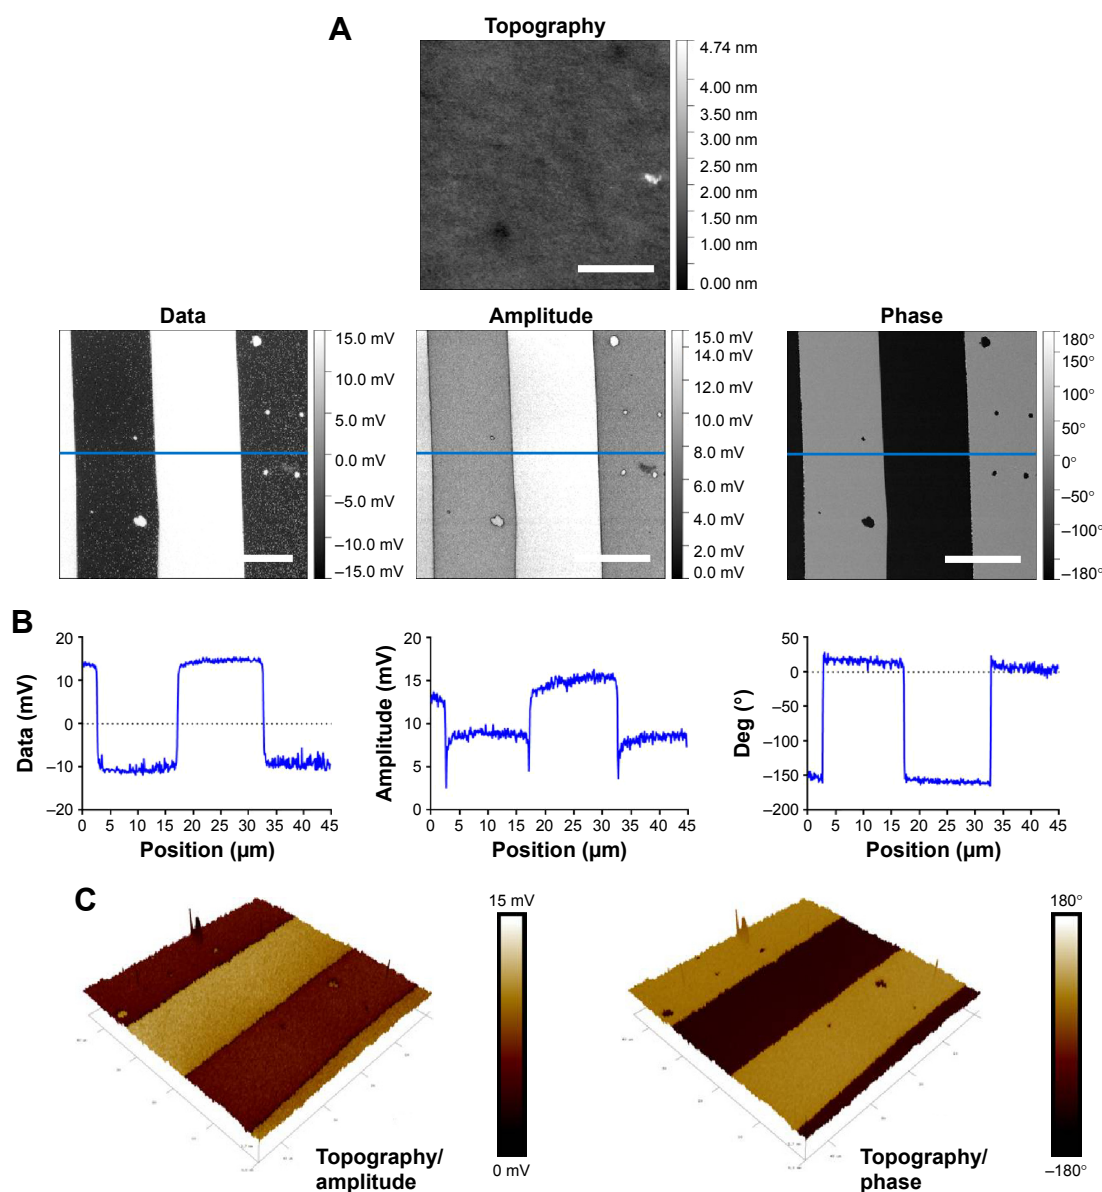 A
Topography
4.74 nm
4.00 nm
3.50 nm
3.00 nm
2.50 nm
2.00 nm
1.50 nm
1.00 nm
0.00 nm
Data
15.0 mV
10.0 mV
5.0 mV
0.0 mV
–5.0 mV
–10.0 mV
–15.0 mV
Amplitude
15.0 mV
14.0 mV
12.0 mV
10.0 mV
8.0 mV
6.0 mV
4.0 mV
2.0 mV
0.0 mV
Phase
180°
150°
100°
50°
0°
–50°
–100°
–180°
B
Data (mV)
20
10
0
–10
–20
0 5 10 15 20 25 30 35 40 45
Position (µm)
Amplitude (mV)
20
15
10
5
0
0 5 10 15 20 25 30 35 40 45
Position (µm)
Deg (°)
50
0
–50
–100
–150
–200
0 5 10 15 20 25 30 35 40 45
Position (µm)
C
15 mV
0 mV
Topography/
amplitude
180°
–180°
Topography/
phase